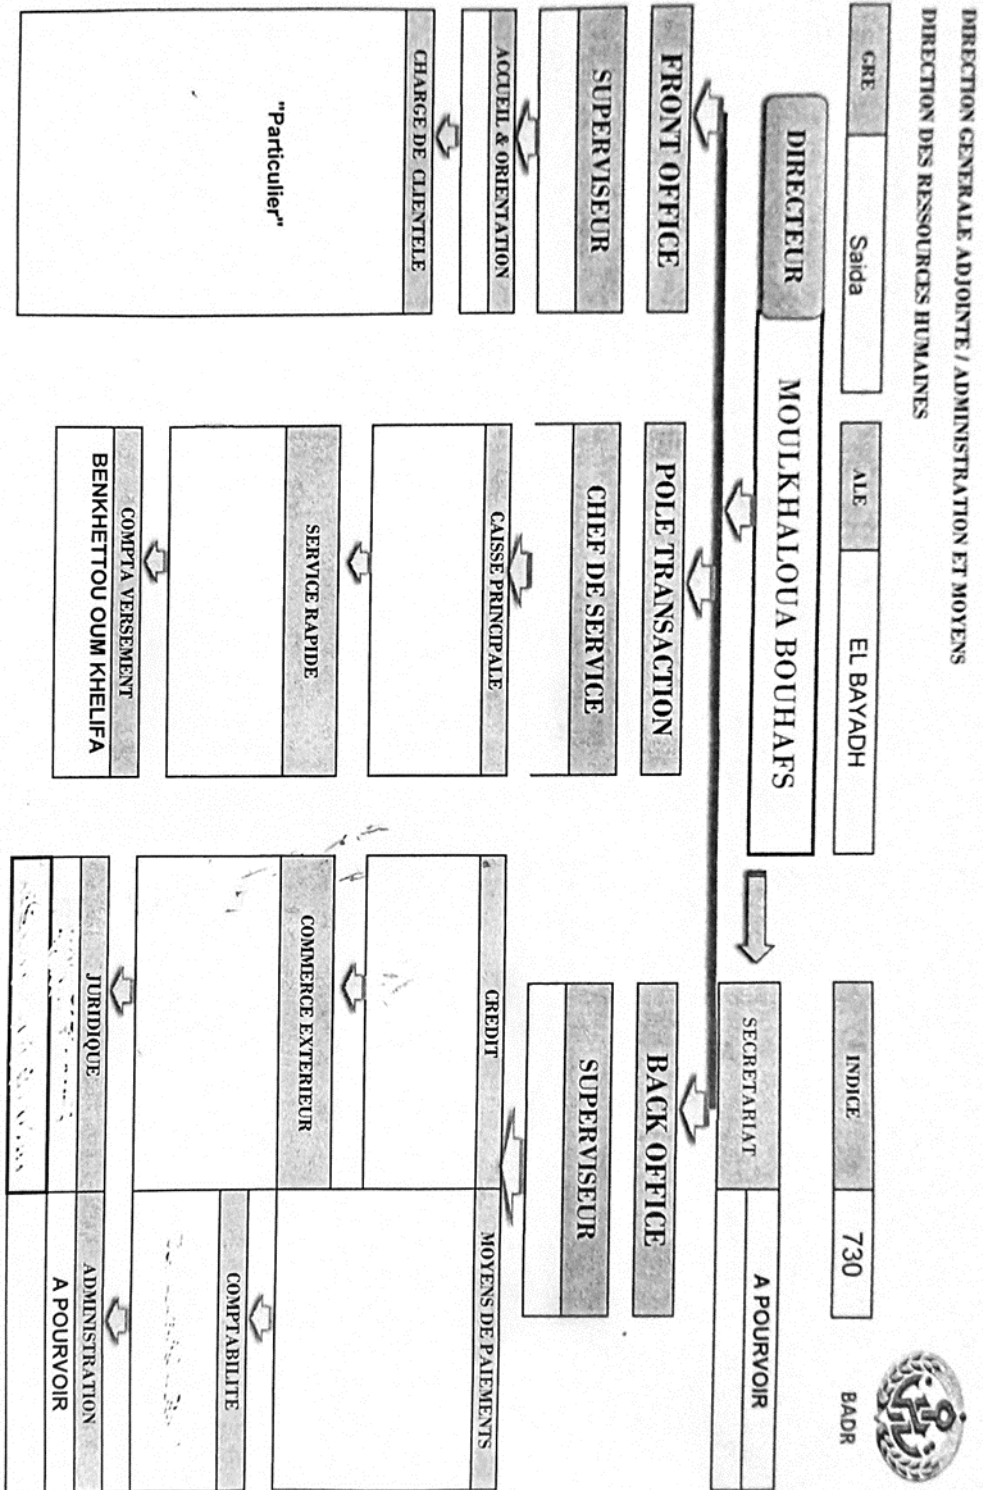 DIRECTION GENERALE ADJOINTE / ADMINISTRATION ET MOYENS
DIRECTION DES RESSOURCES HUMAINES
BADR
GRE
Saida
ALE
EL BAYADH
INDICE
730
DIRECTEUR
MOULKHALOUA BOUHAFS
SECRETARIAT
A POURVOIR
FRONT OFFICE
SUPERVISEUR
ACCUEIL & ORIENTATION
CHARGE DE CLIENTELE
"Particulier"
POLE TRANSACTION
CHEF DE SERVICE
CAISSE PRINCIPALE
SERVICE RAPIDE
COMPTA VERSEMENT
BENKHETTOU OUM KHELIFA
BACK OFFICE
SUPERVISEUR
CREDIT
COMMERCE EXTERIEUR
JURIDIQUE
MOYENS DE PAIEMENTS
COMPTABILITE
ADMINISTRATION
A POURVOIR